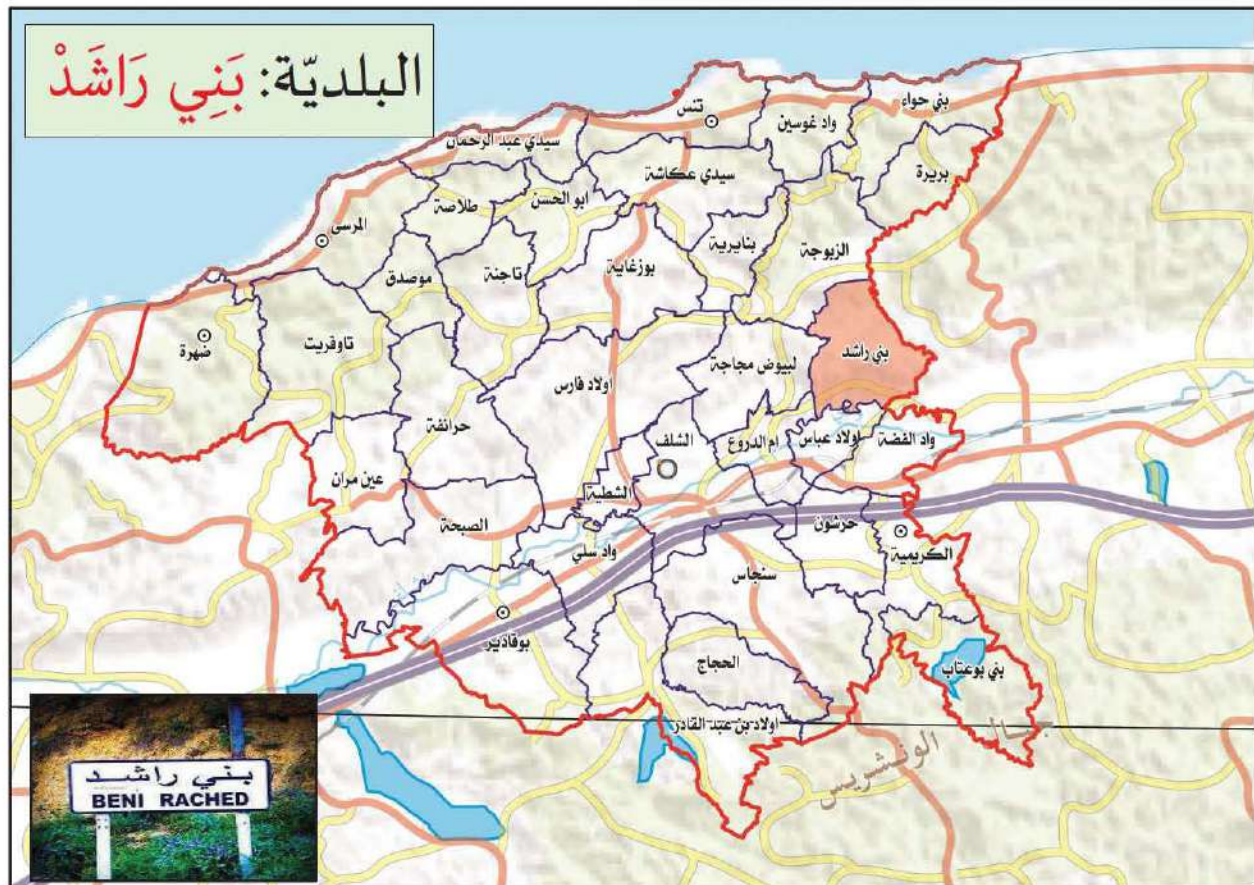 البلديّة: بَنِي رَاشَدْ
بني حواء
تنس
واد غوسين
سيدي عبد الرحمان
بريرة
سيدي عكاشة
ابو الحسن
طلاصة
المرسى
بنايرية
الزبوجة
بوزغاية
تاجنة
موصدق
ضهرة
تاوقريت
بني راشد
لبيوض مجاجة
اولاد فارس
حرانفة
الشلف
ام الدروع
اولاد عباس
واد الفضة
عين مران
الشطية
الصبحة
حرشون
الكريمية
واد سلي
سنجاس
بوقادير
الحجاج
بني بوعتاب
اولاد بن عبد القادر
جبال الونشريس
بني راشد
BENI RACHED